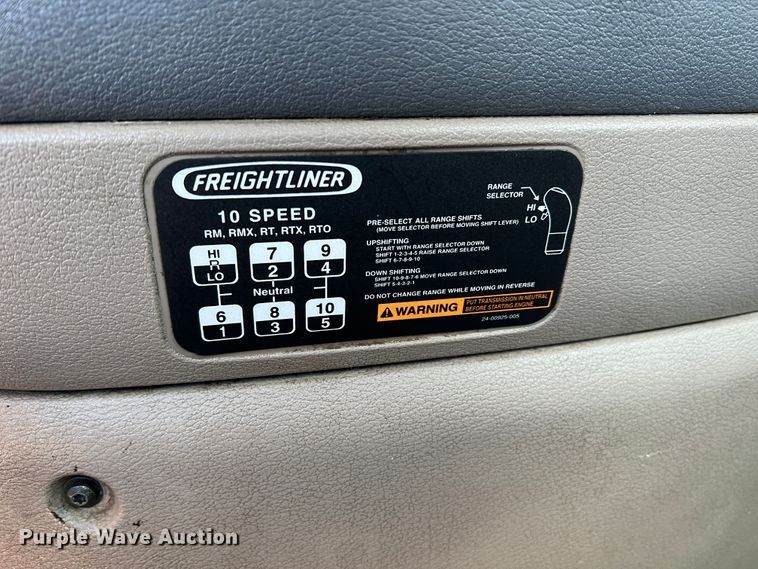 FREIGHTLINER
10 SPEED
RM, RMX, RT, RTX, RTO
HI 7 9
R 2 4
LO
Neutral
6 8 10
1 3 5
PRE-SELECT ALL RANGE SHIFTS
(MOVE SELECTOR BEFORE MOVING SHIFT LEVER)
UPSHIFTING
START WITH RANGE SELECTOR DOWN
SHIFT 1-2-3-4-5 RAISE RANGE SELECTOR
SHIFT 6-7-8-9-10
DOWN SHIFTING
SHIFT 10-9-8-7-6 MOVE RANGE SELECTOR DOWN
SHIFT 5-4-3-2-1
DO NOT CHANGE RANGE WHILE MOVING IN REVERSE
WARNING
PUT TRANSMISSION IN NEUTRAL
BEFORE STARTING ENGINE
24-00925-005
RANGE
SELECTOR
HI
LO
Purple Wave Auction